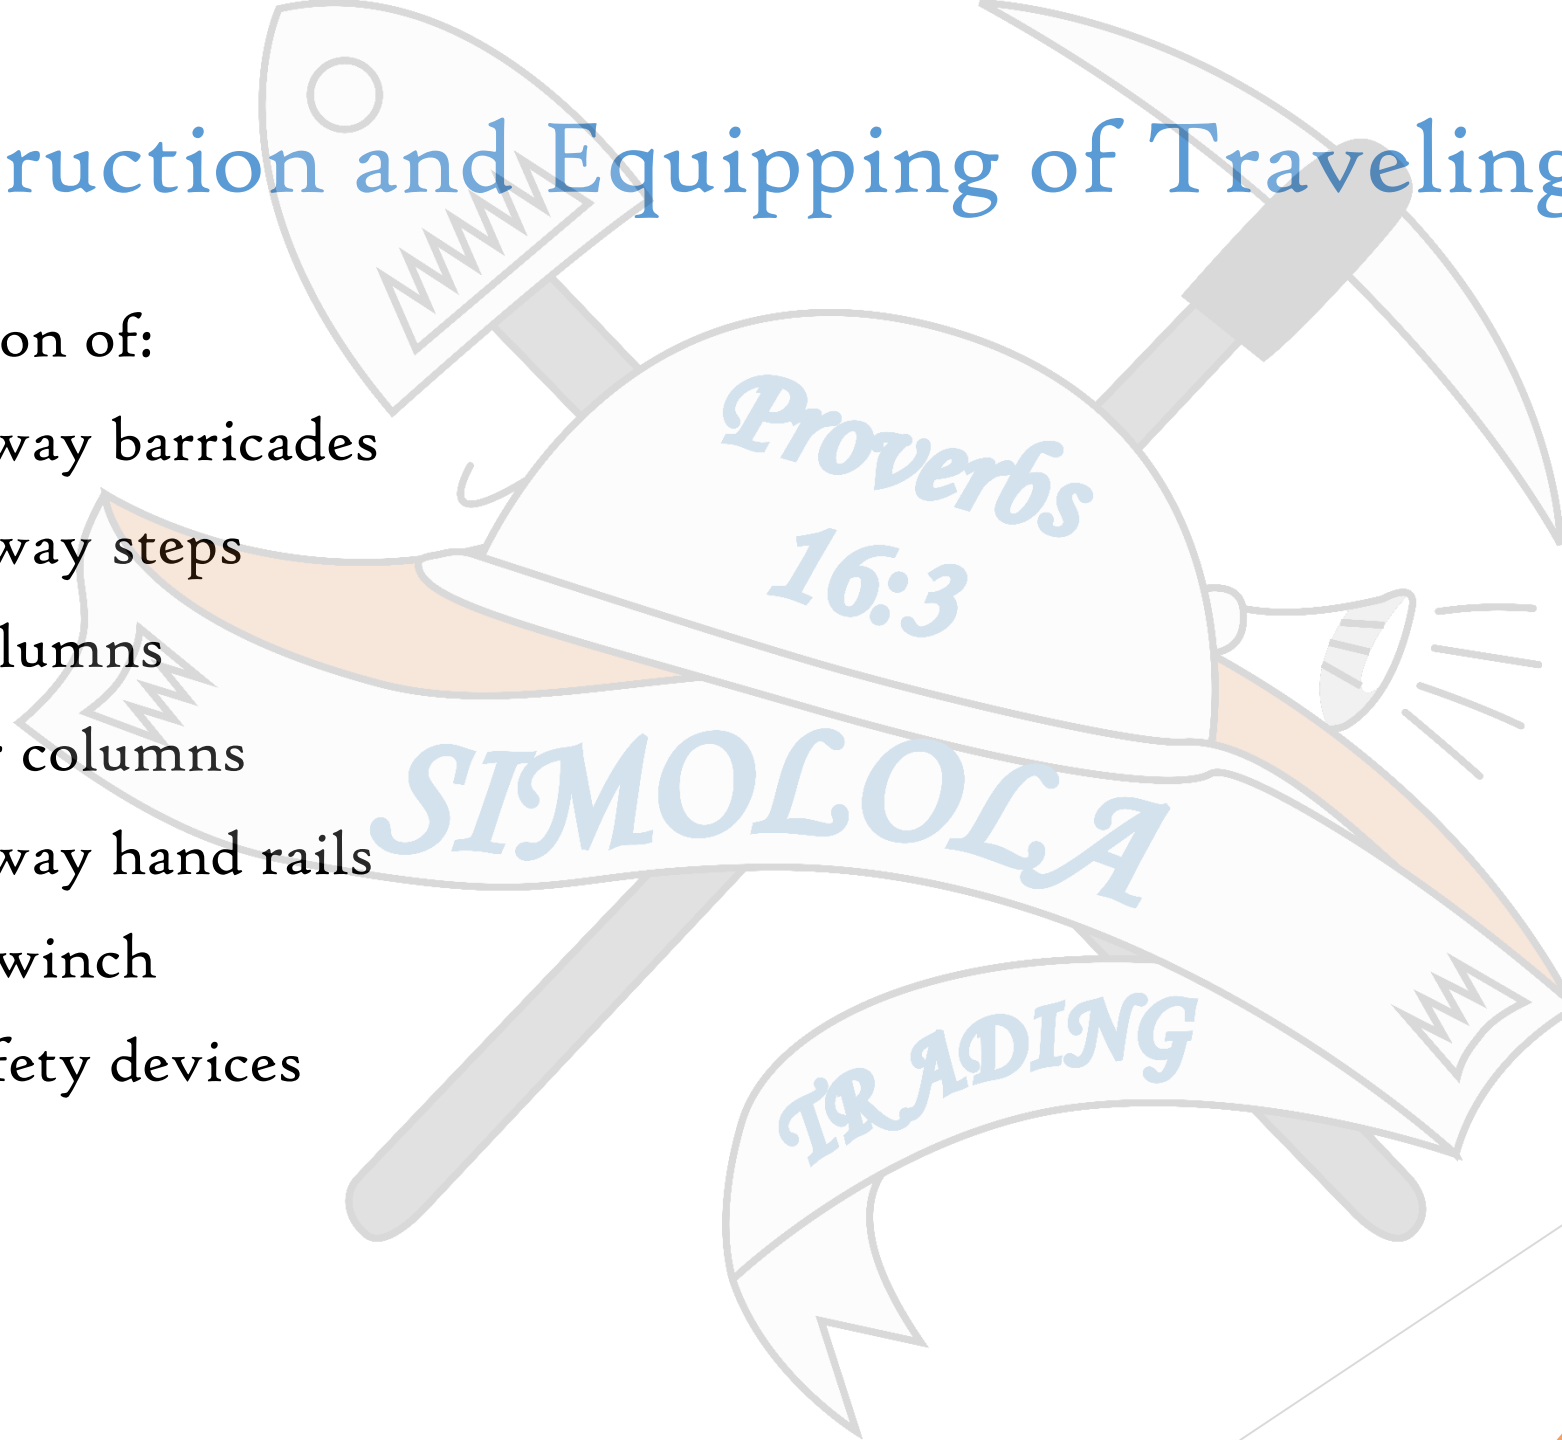 ruction and Equipping of Traveling
on of:
way barricades
way steps
lumns
columns
way hand rails
winch
fety devices
Proverbs
16:3
SIMOLOLA
TRADING